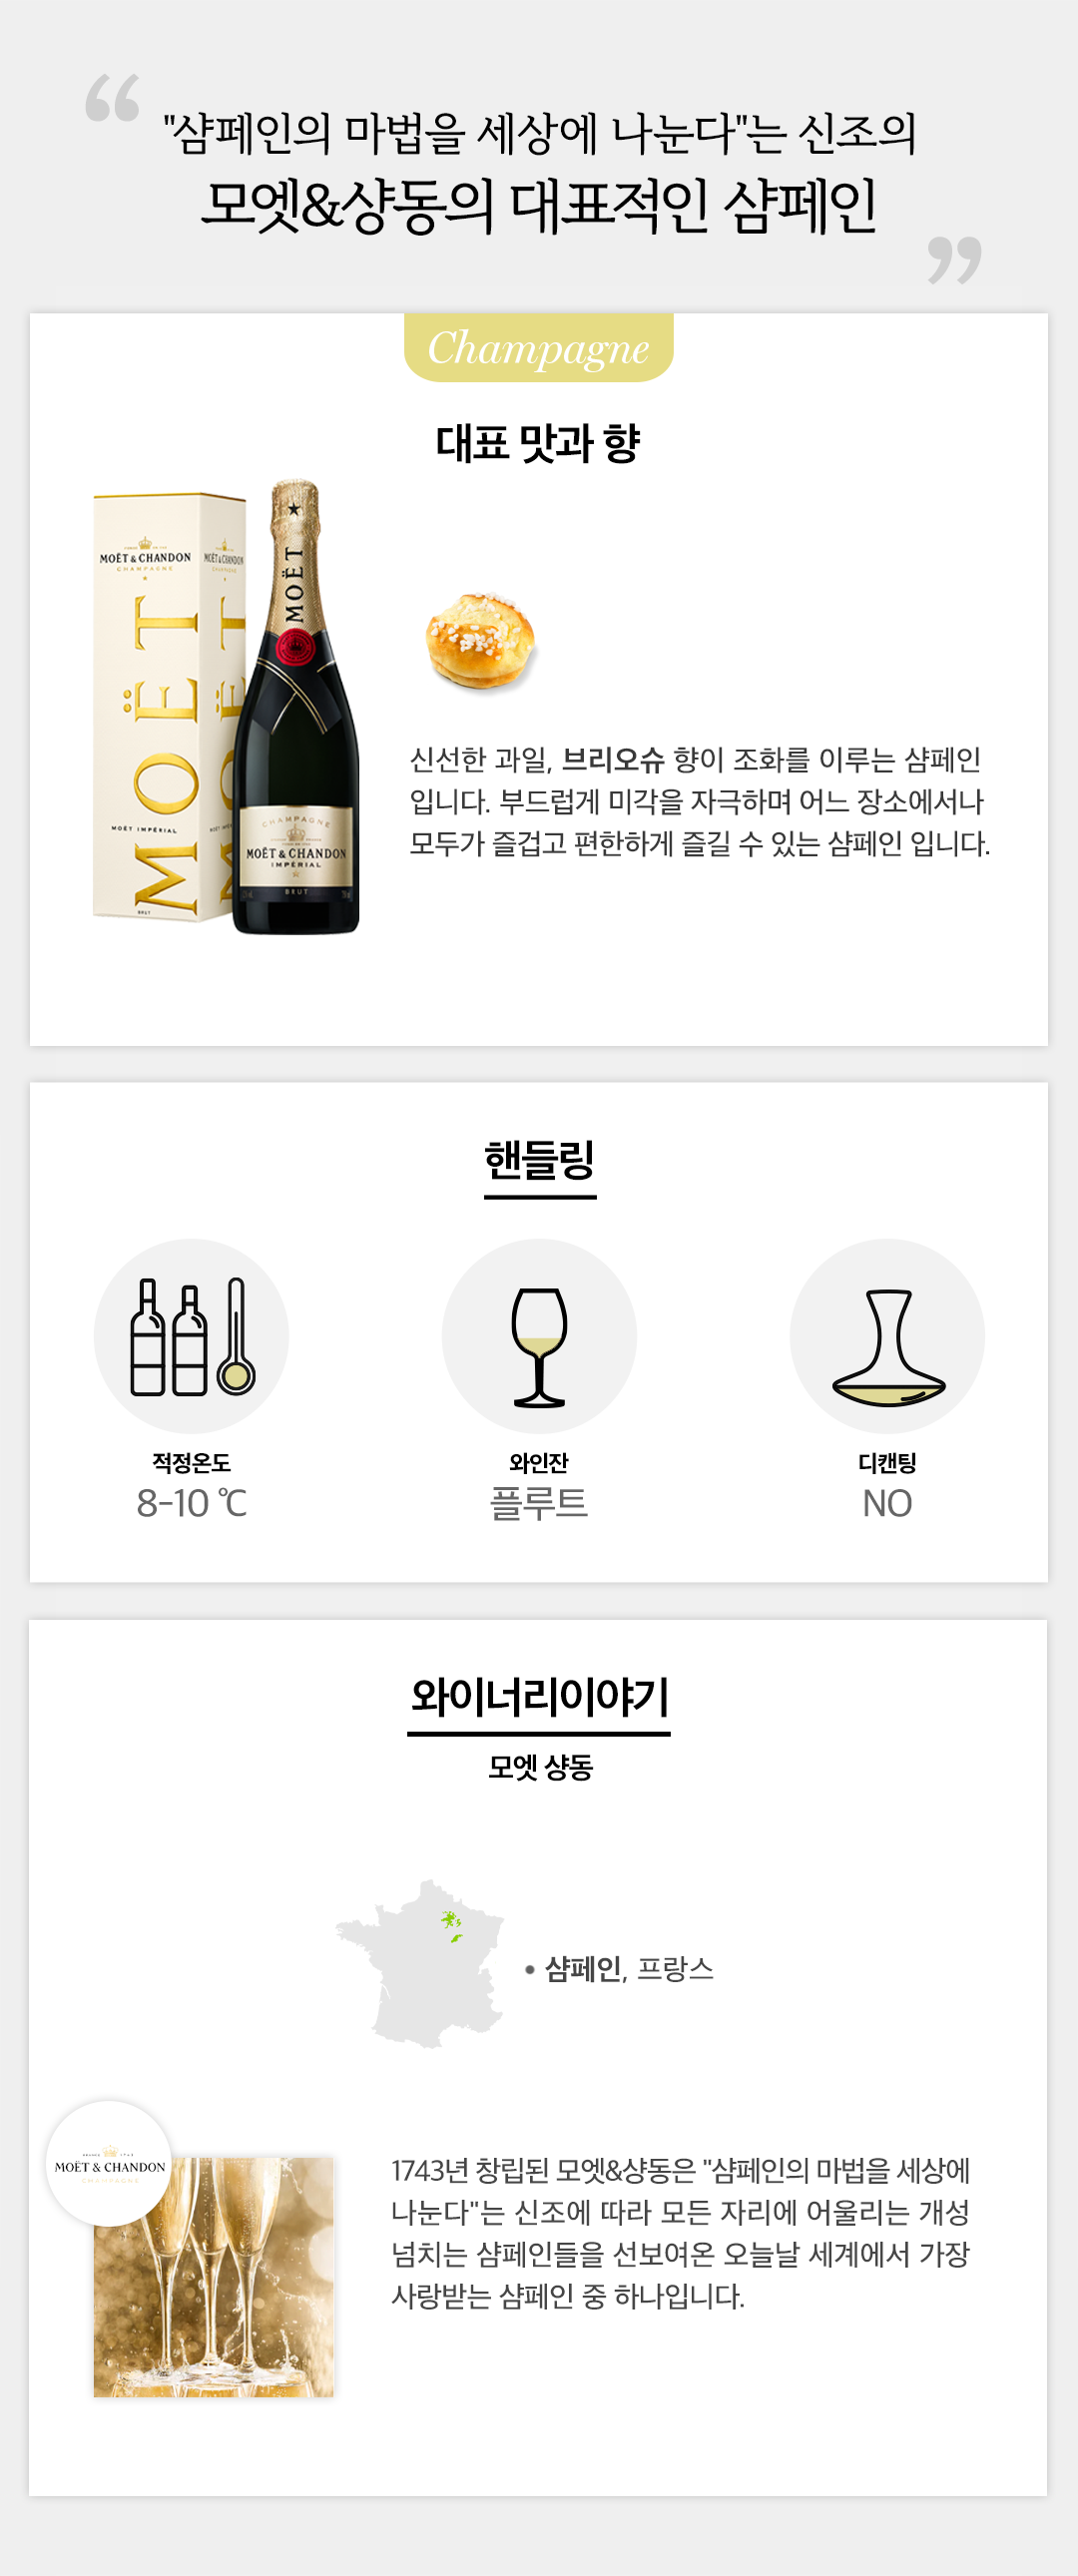 "샴페인의 마법을 세상에 나눈다"는 신조의
모엣&샹동의 대표적인 샴페인
Champagne
대표 맛과 향
MOËT & CHANDON
CHAMPAGNE
MOËT
MOËT IMPÉRIAL
BRUT
MOËT & CHANDON
MOËT
MOËT
CHAMPAGNE
MOËT & CHANDON
IMPÉRIAL
BRUT
신선한 과일, 브리오슈 향이 조화를 이루는 샴페인
입니다. 부드럽게 미각을 자극하며 어느 장소에서나
모두가 즐겁고 편한하게 즐길 수 있는 샴페인 입니다.
핸들링
적정온도
8-10 ℃
와인잔
플루트
디캔팅
NO
와이너리이야기
모엣 샹동
• 샴페인, 프랑스
MOËT & CHANDON
CHAMPAGNE
1743년 창립된 모엣&샹동은 "샴페인의 마법을 세상에
나눈다"는 신조에 따라 모든 자리에 어울리는 개성
넘치는 샴페인들을 선보여온 오늘날 세계에서 가장
사랑받는 샴페인 중 하나입니다.